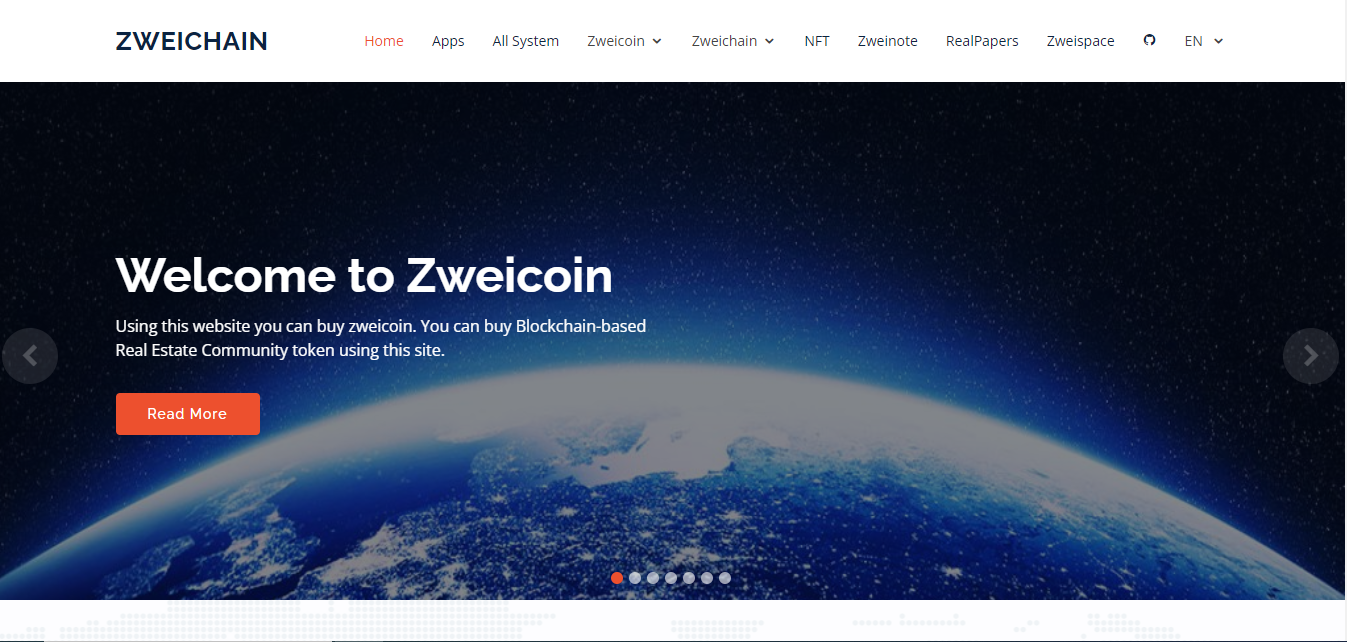 ZWEICHAIN
Home Apps All System Zweicoin Zweichain NFT Zweinote RealPapers Zweispace EN
Welcome to Zweicoin
Using this website you can buy zweicoin. You can buy Blockchain-based
Real Estate Community token using this site.
Read More